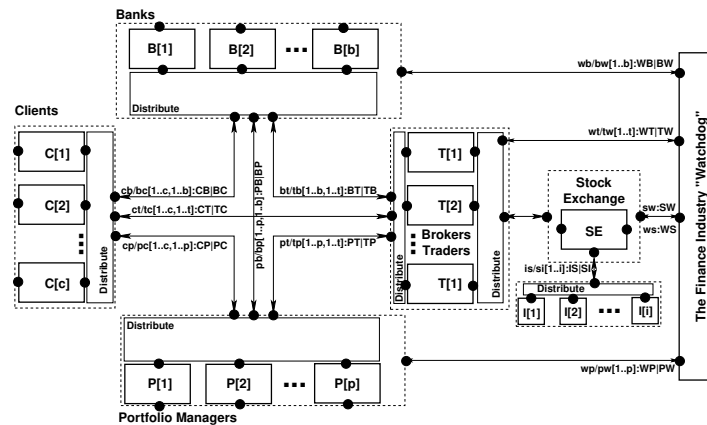 Banks
B[1] B[2] B[b]
Distribute
wb/bw[1..b]:WB|BW
Clients
C[1]
C[2]
C[c]
Distribute
cb/bc[1..c,1..b]:CB|BC
ct/tc[1..c,1..t]:CT|TC
cp/pc[1..c,1..p]:CP|PC
pb/bp[1..p,1..b]:PB|BP
bt/tb[1..b,1..t]:BT|TB
pt/tp[1..p,1..t]:PT|TP
Distribute
T[1]
T[2]
Brokers
Traders
T[1]
Distribute
wt/tw[1..t]:WT|TW
Stock
Exchange
SE
sw:SW
ws:WS
is/si[1..i]:IS|SI
Distribute
I[1] I[2] I[i]
The Finance Industry "Watchdog"
Distribute
P[1] P[2] P[p]
Portfolio Managers
wp/pw[1..p]:WP|PW